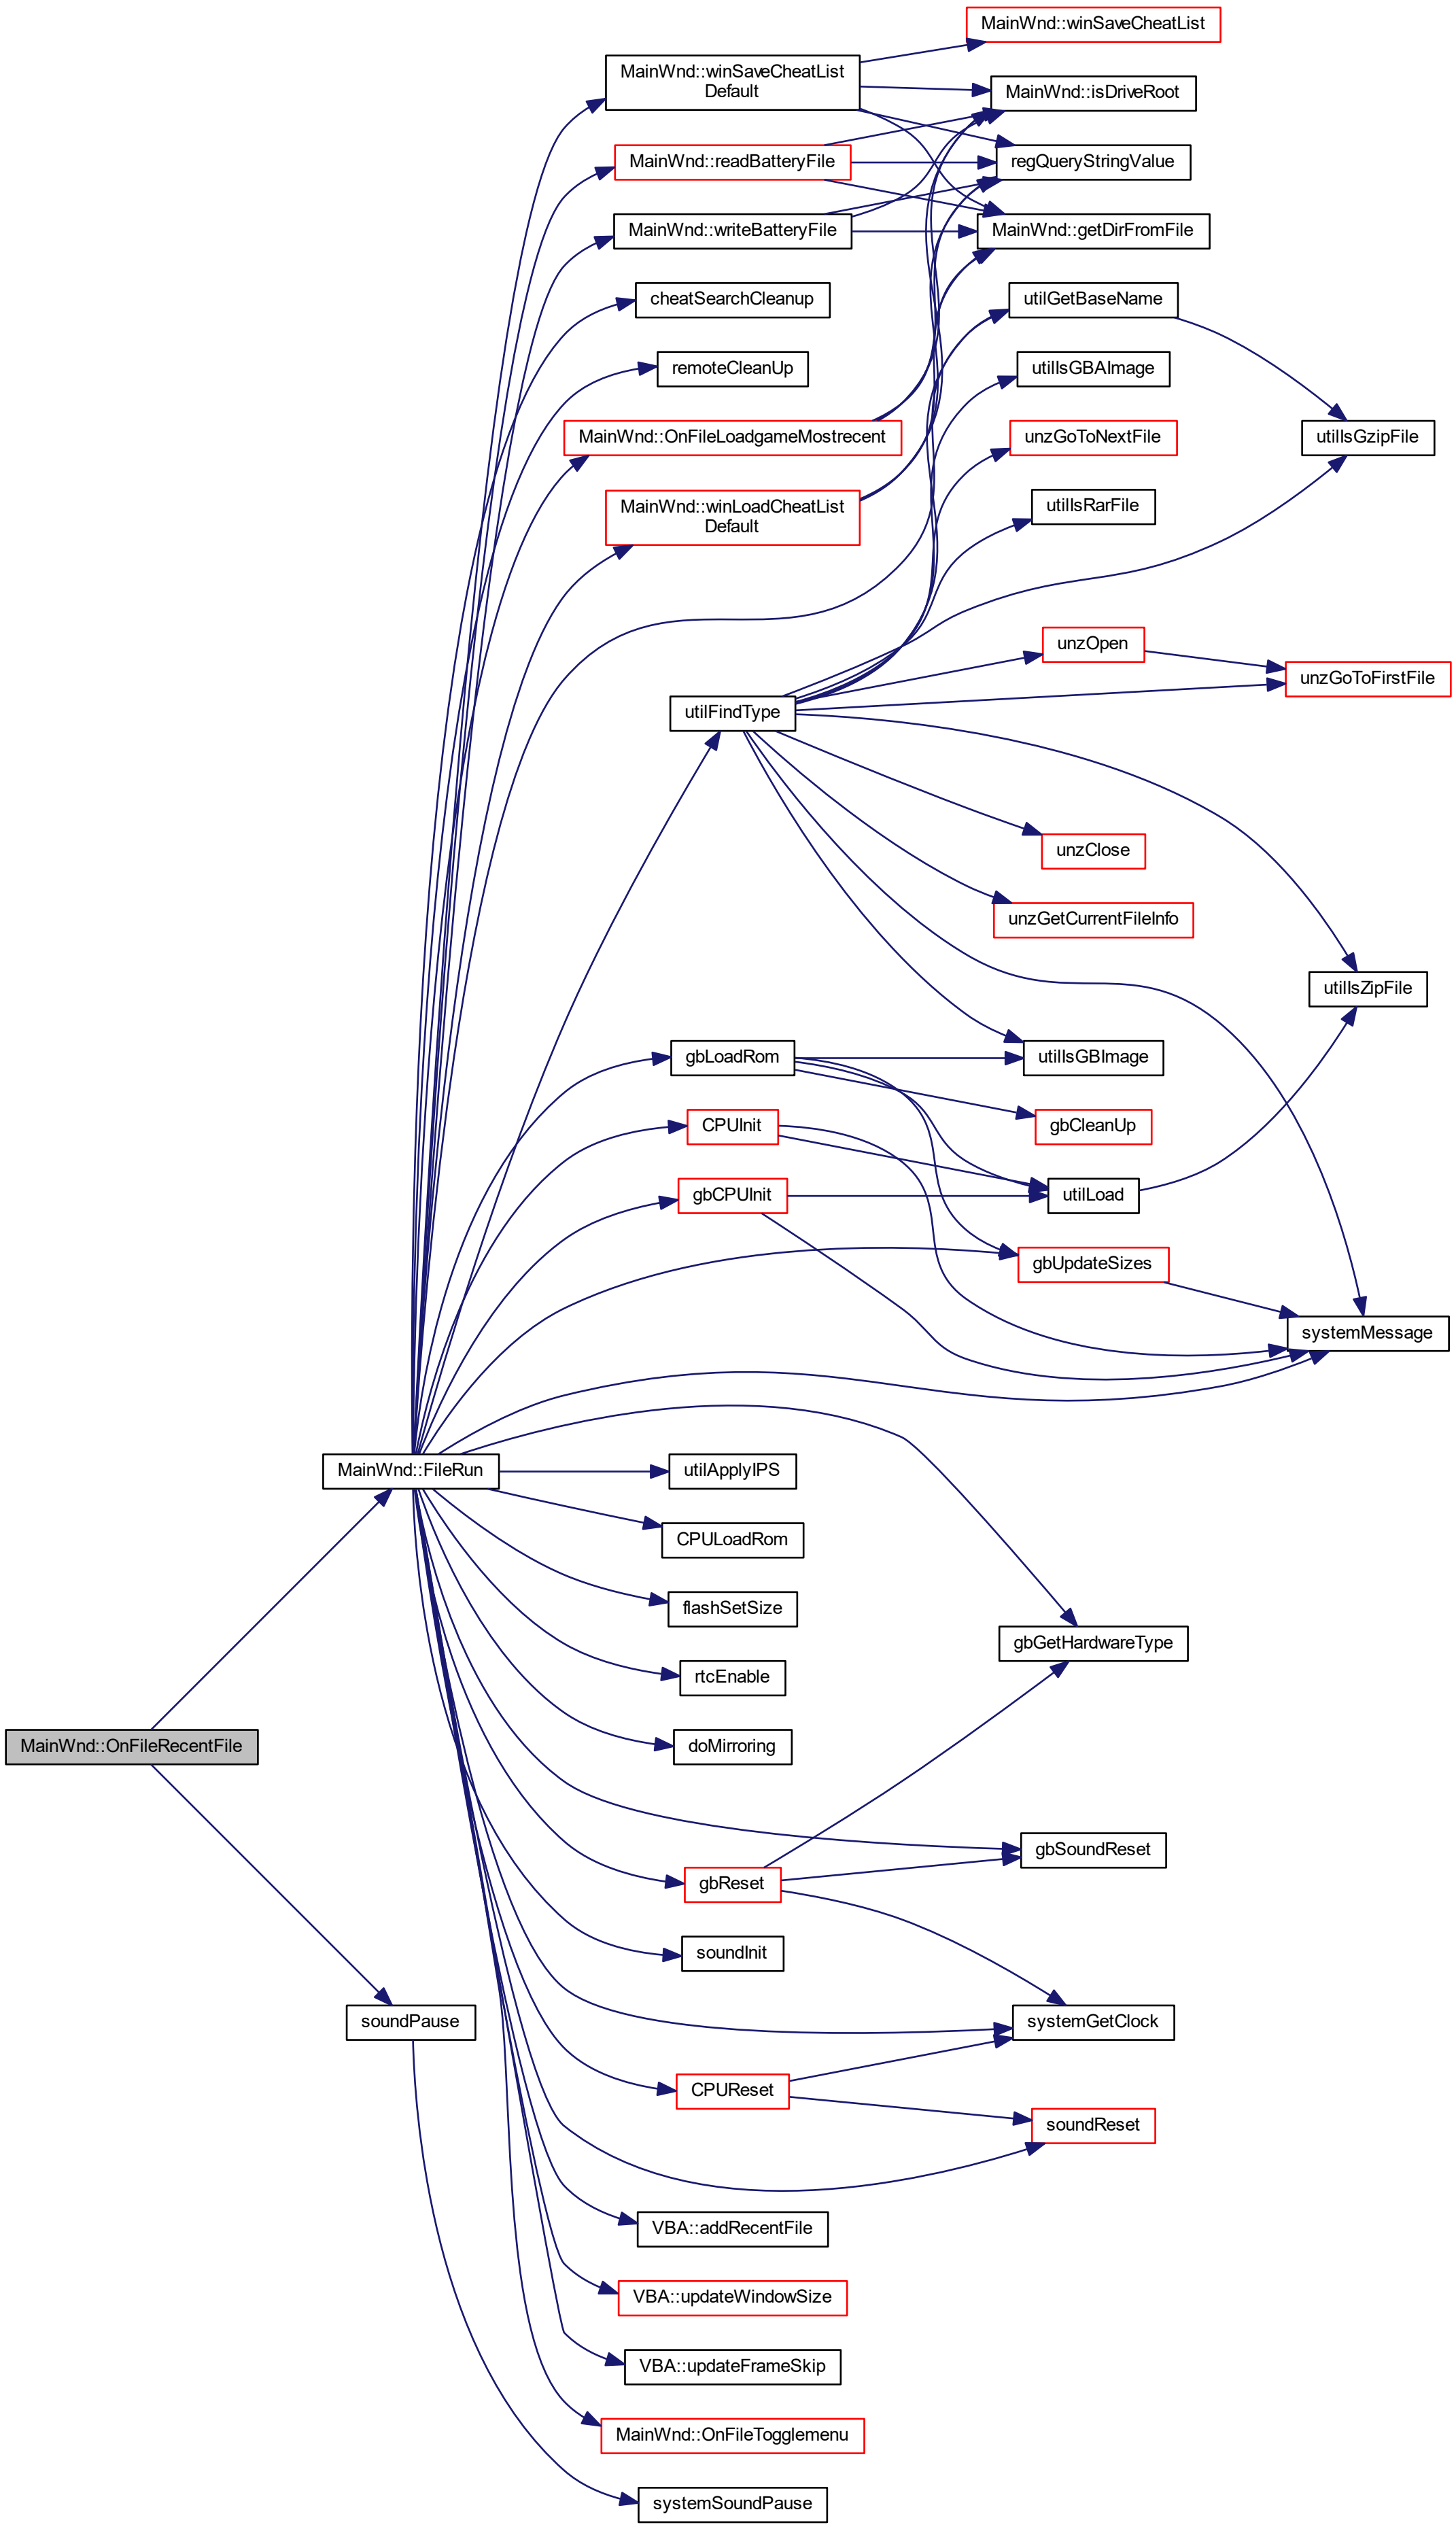 MainWnd::winSaveCheatList
MainWnd::winSaveCheatList
Default
MainWnd::isDriveRoot
MainWnd::readBatteryFile
regQueryStringValue
MainWnd::writeBatteryFile
MainWnd::getDirFromFile
cheatSearchCleanup
utilGetBaseName
remoteCleanUp
utilIsGBAImage
MainWnd::OnFileLoadgameMostrecent
unzGoToNextFile
utilIsGzipFile
MainWnd::winLoadCheatList
Default
utilIsRarFile
unzOpen
unzGoToFirstFile
utilFindType
unzClose
unzGetCurrentFileInfo
utilIsZipFile
gbLoadRom
utilIsGBImage
CPUInit
gbCleanUp
gbCPUInit
utilLoad
gbUpdateSizes
systemMessage
MainWnd::FileRun
utilApplyIPS
CPULoadRom
flashSetSize
gbGetHardwareType
rtcEnable
MainWnd::OnFileRecentFile
doMirroring
gbSoundReset
gbReset
soundInit
soundPause
systemGetClock
CPUReset
soundReset
VBA::addRecentFile
VBA::updateWindowSize
VBA::updateFrameSkip
MainWnd::OnFileTogglemenu
systemSoundPause